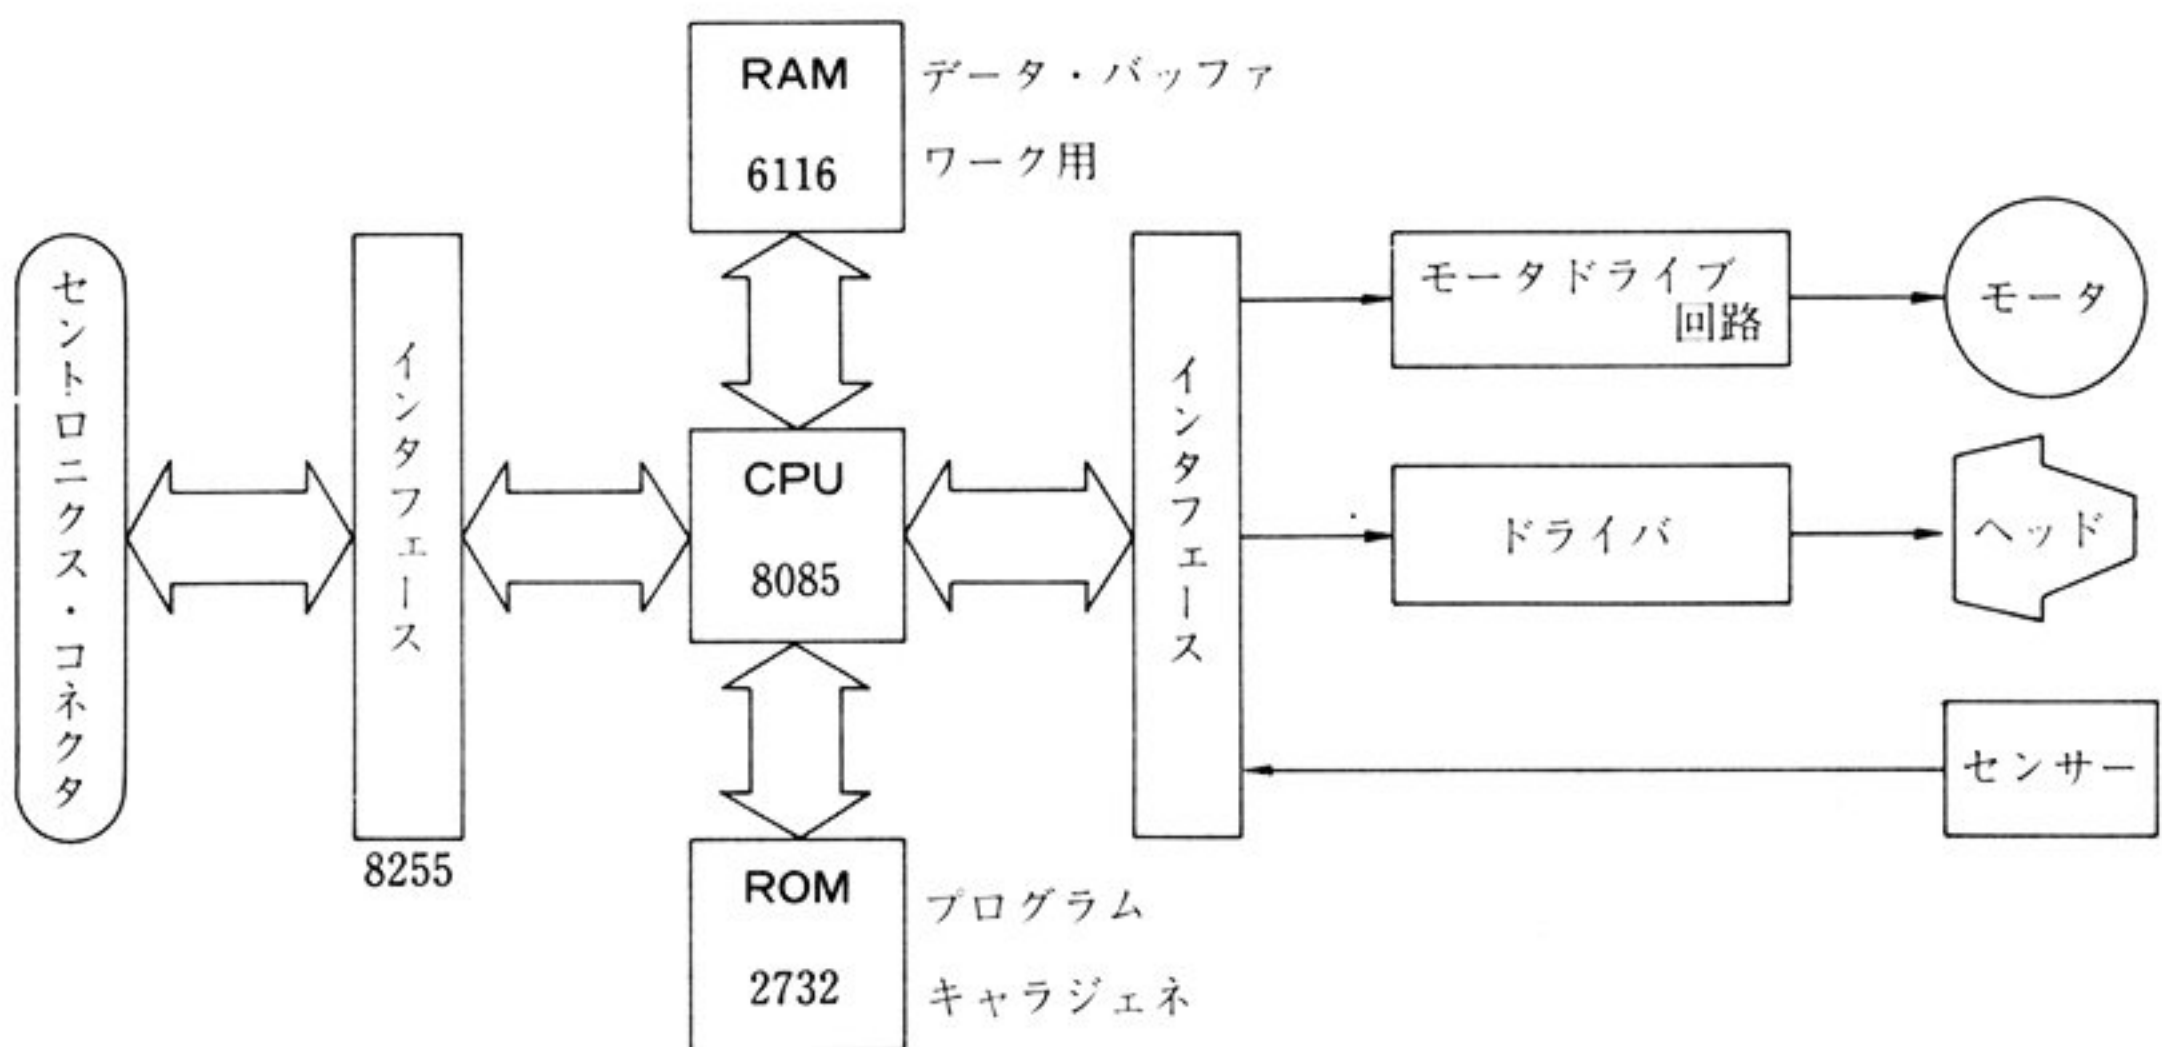 RAM
6116
データ・バッファ
ワーク用
セントロニクス・コネクタ
インタフェース
8255
CPU
8085
インタフェース
モータドライブ
回路
モータ
ドライバ
ヘッド
センサー
ROM
2732
プログラム
キャラジェネ